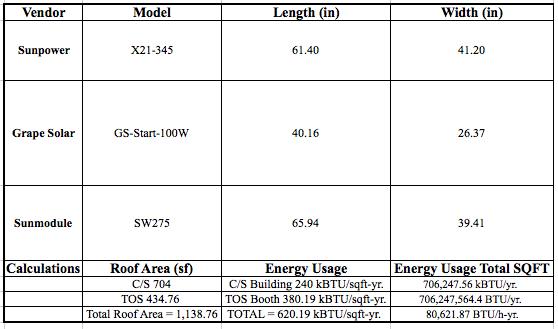 Vendor Model Length (in) Width (in)
Sunpower X21-345 61.40 41.20
Grape Solar GS-Start-100W 40.16 26.37
Sunmodule SW275 65.94 39.41
Calculations Roof Area (sf) Energy Usage Energy Usage Total SQFT
C/S 704 C/S Building 240 kBTU/sqft-yr. 706,247.56 kBTU/yr.
TOS 434.76 TOS Booth 380.19 kBTU/sqft-yr. 706,247,564.4 BTU/yr.
Total Roof Area = 1,138.76 TOTAL = 620.19 kBTU/sqft-yr. 80,621.87 BTU/h-yr.